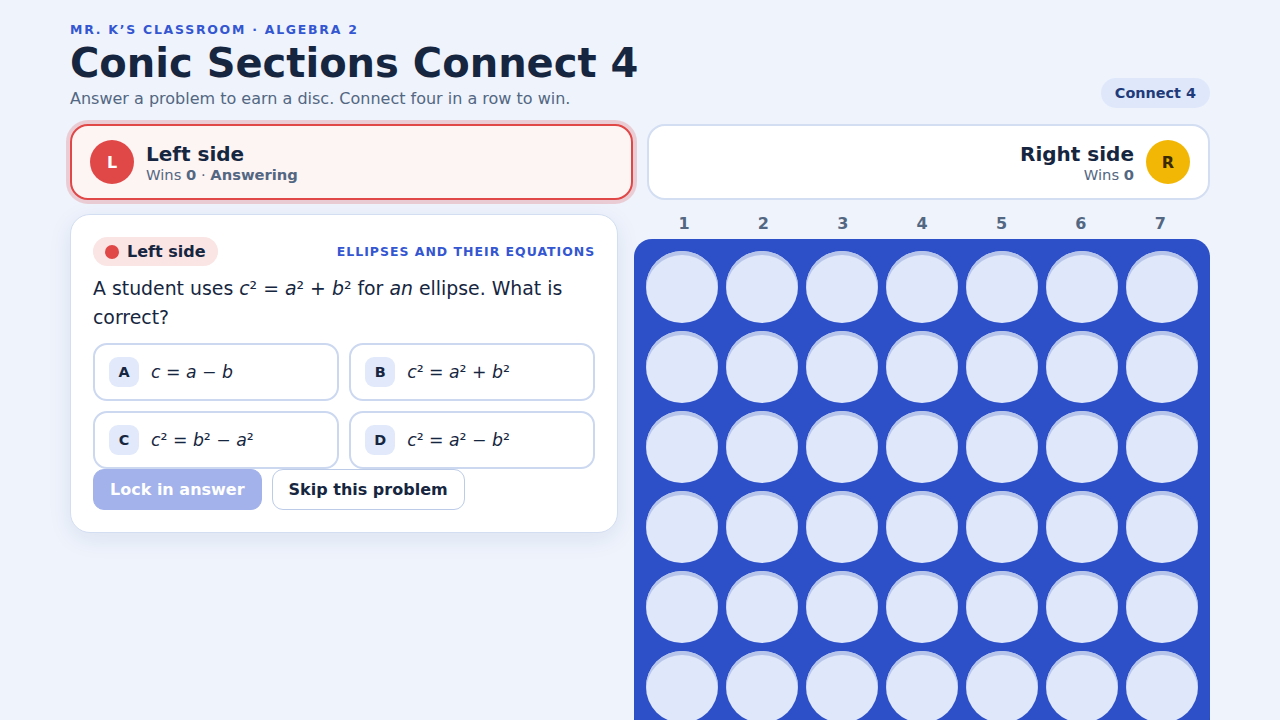 MR. K’S CLASSROOM · ALGEBRA 2
Conic Sections Connect 4
Answer a problem to earn a disc. Connect four in a row to win.
Connect 4
L
Left side
Wins 0 · Answering
Right side
Wins 0
R
Left side
ELLIPSES AND THEIR EQUATIONS
A student uses c² = a² + b² for an ellipse. What is
correct?
A c = a − b
B c² = a² + b²
C c² = b² − a²
D c² = a² − b²
Lock in answer
Skip this problem
1 2 3 4 5 6 7